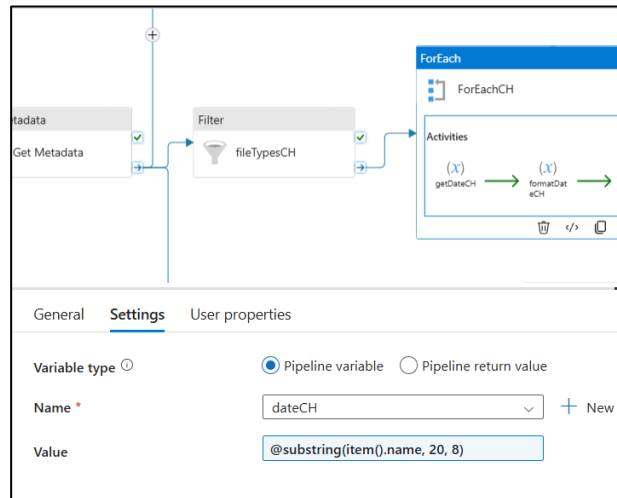 ForEach
ForEachCH
Activities
(x)
getDateCH
(x)
formatDat
eCH
etadata
Get Metadata
Filter
fileTypesCH
General Settings User properties
Variable type
Pipeline variable Pipeline return value
Name *
dateCH
+ New
Value
@substring(item().name, 20, 8)